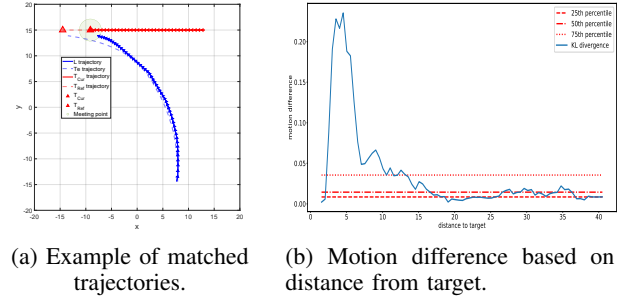 20
15
10
5
0
-5
-10
-15
-20
y
-20
-15
-10
-5
0
5
10
15
20
x
L trajectory
Te trajectory
T_Cur trajectory
T_Ref trajectory
T_Cur
T_Ref
Meeting point
(a) Example of matched
trajectories.
0.20
0.15
0.10
0.05
0.00
motion difference
0
5
10
15
20
25
30
35
40
distance to target
25th percentile
50th percentile
75th percentile
KL divergence
(b) Motion difference based on
distance from target.